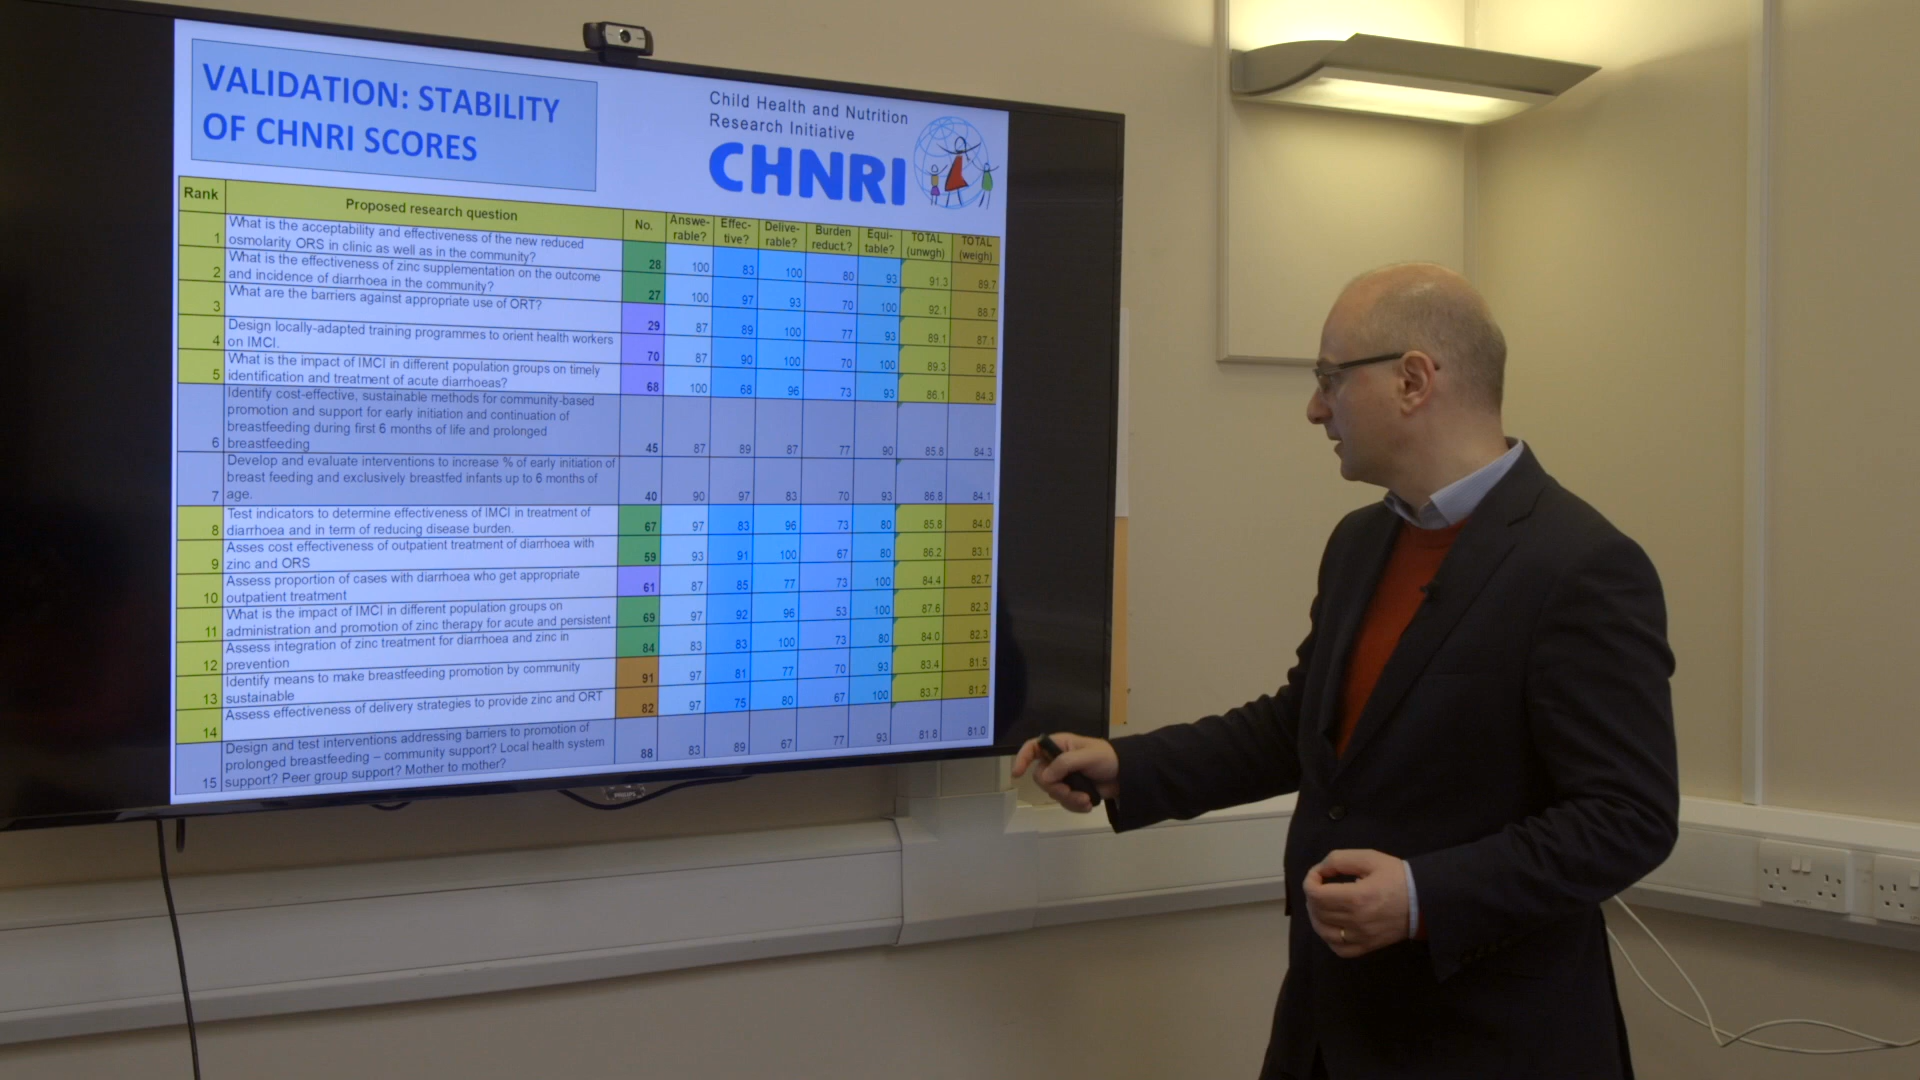 VALIDATION: STABILITY
OF CHNRI SCORES
Child Health and Nutrition
Research Initiative
CHNRI
Rank Proposed research question No. Answe-rable? Effec-tive? Delive-rable? Burden reduct.? Equi-table? TOTAL (unwgh) TOTAL (weigh)
1 What is the acceptability and effectiveness of the new reduced
osmolarity ORS in clinic as well as in the community? 28 100 83 100 80 93 91.3 89.7
2 What is the effectiveness of zinc supplementation on the outcome
and incidence of diarrhoea in the community? 27 100 97 93 70 100 92.1 88.7
3 What are the barriers against appropriate use of ORT? 29 87 89 100 77 93 89.1 87.1
4 Design locally-adapted training programmes to orient health workers
on IMCI. 70 87 90 100 70 100 89.3 86.2
5 What is the impact of IMCI in different population groups on timely
identification and treatment of acute diarrhoeas? 68 100 68 96 73 93 86.1 84.3
6 Identify cost-effective, sustainable methods for community-based
promotion and support for early initiation and continuation of
breastfeeding during first 6 months of life and prolonged
breastfeeding 45 87 89 87 77 90 85.8 84.3
7 Develop and evaluate interventions to increase % of early initiation of
breast feeding and exclusively breastfed infants up to 6 months of
age. 40 90 97 83 70 93 86.8 84.1
8 Test indicators to determine effectiveness of IMCI in treatment of
diarrhoea and in term of reducing disease burden. 67 97 83 96 73 80 85.8 84.0
9 Asses cost effectiveness of outpatient treatment of diarrhoea with
zinc and ORS 59 93 91 100 67 80 86.2 83.1
10 Assess proportion of cases with diarrhoea who get appropriate
outpatient treatment 61 87 85 77 73 100 84.4 82.7
11 What is the impact of IMCI in different population groups on
administration and promotion of zinc therapy for acute and persistent 69 97 92 96 53 100 87.6 82.3
12 Assess integration of zinc treatment for diarrhoea and zinc in
prevention 84 83 83 100 73 80 84.0 82.3
13 Identify means to make breastfeeding promotion by community
sustainable 91 97 81 77 70 93 83.4 81.5
14 Assess effectiveness of delivery strategies to provide zinc and ORT 82 97 75 80 67 100 83.7 81.2
15 Design and test interventions addressing barriers to promotion of
prolonged breastfeeding – community support? Local health system
support? Peer group support? Mother to mother? 88 83 89 67 77 93 81.8 81.0